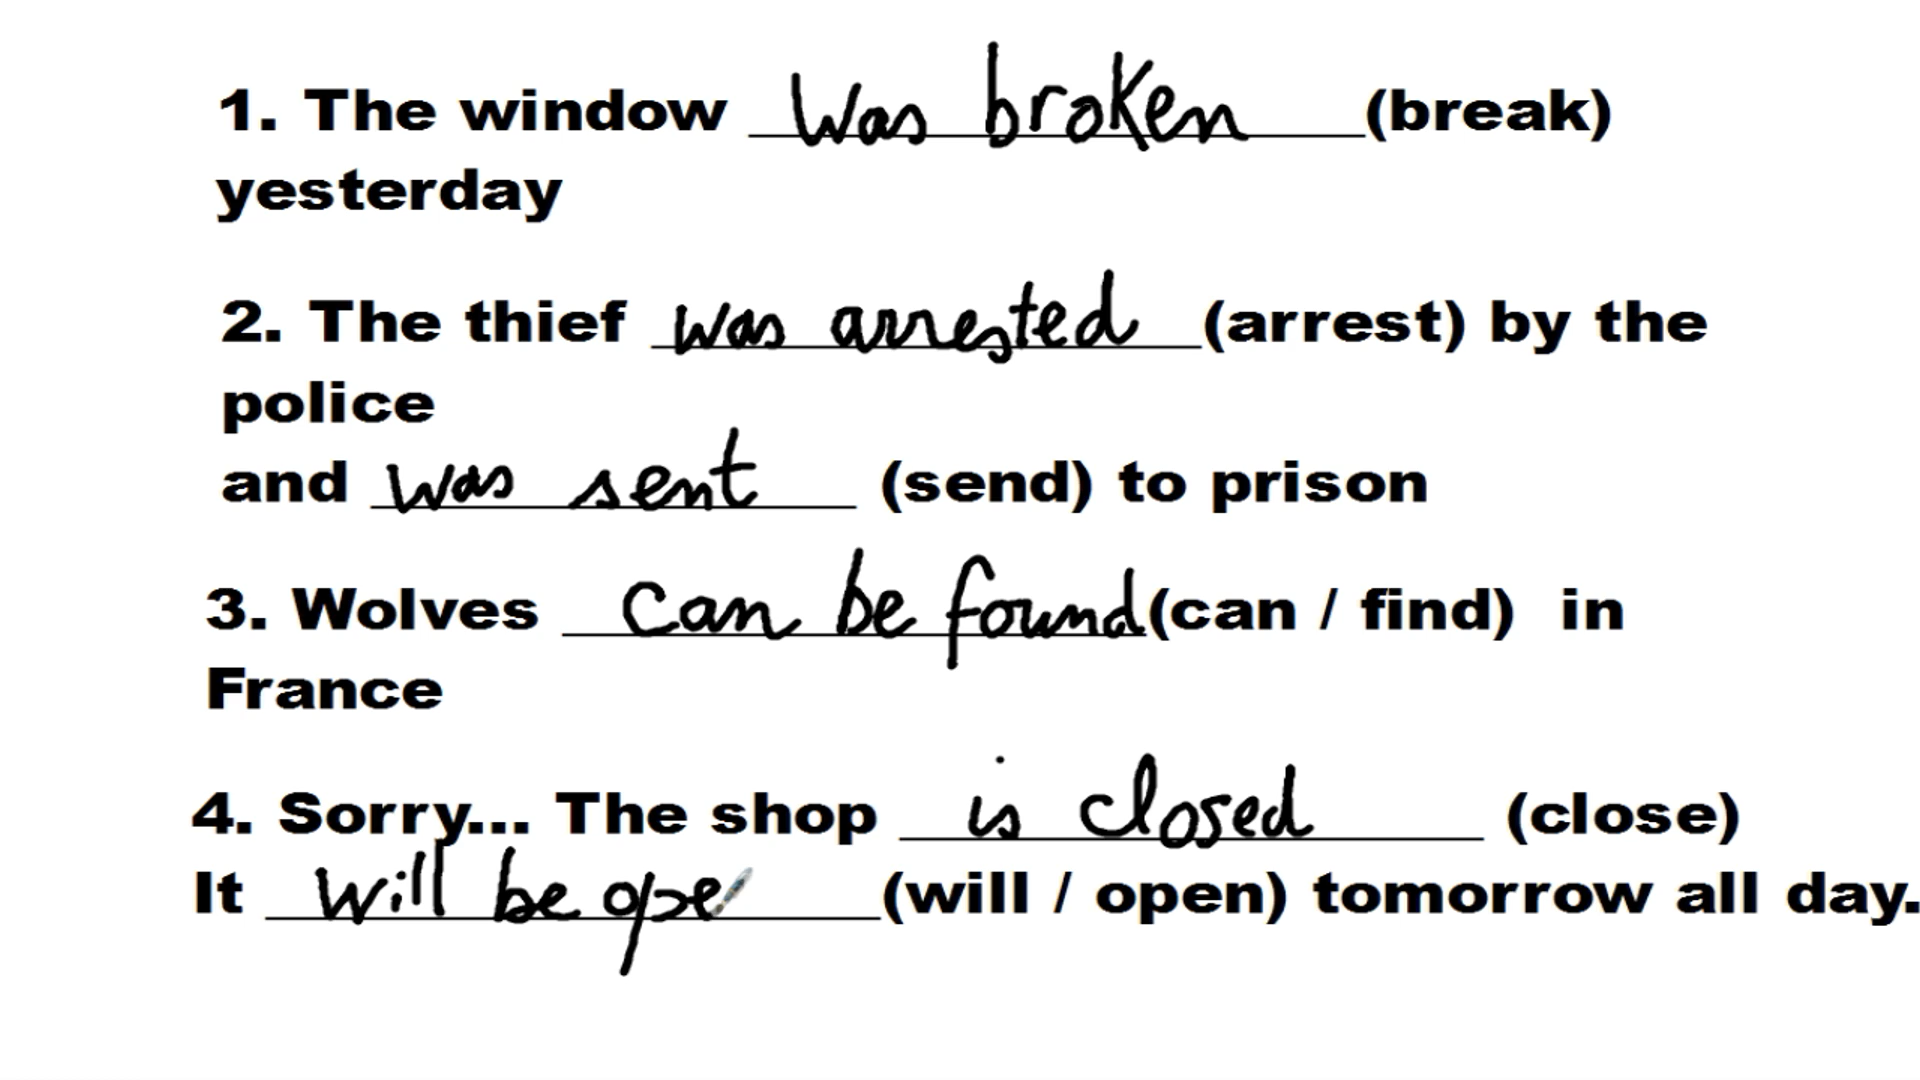 1. The window was broken (break)
yesterday
2. The thief was arrested (arrest) by the
police
and was sent (send) to prison
3. Wolves can be found (can / find) in
France
4. Sorry... The shop is closed (close)
It will be ope (will / open) tomorrow all day.